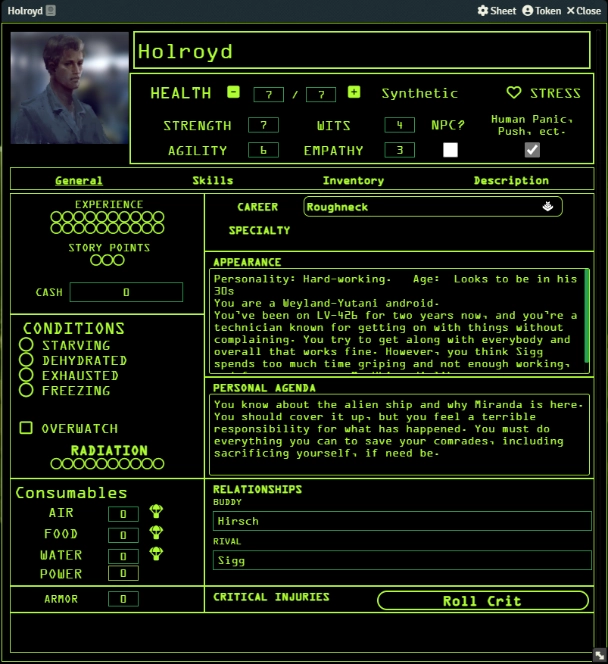 Holroyd
Sheet Token Close
Holroyd
HEALTH - 7 / 7 + Synthetic STRESS
STRENGTH 7 WITS 4 NPC? Human Panic,
Push, ect.
AGILITY 6 EMPATHY 3
General Skills Inventory Description
EXPERIENCE
STORY POINTS
CASH 0
CAREER Roughneck
SPECIALTY
APPEARANCE
Personality: Hard-working. Age: Looks to be in his
30s
You are a Weyland-Yutani android.
You've been on LV-426 for two years now, and you're a
technician known for getting on with things without
complaining. You try to get along with everybody and
overall that works fine. However, you think Sigg
spends too much time griping and not enough working,
CONDITIONS
STARVING
DEHYDRATED
EXHAUSTED
FREEZING
OVERWATCH
RADIATION
PERSONAL AGENDA
You know about the alien ship and why Miranda is here.
You should cover it up, but you feel a terrible
responsibility for what has happened. You must do
everything you can to save your comrades, including
sacrificing yourself, if need be.
Consumables
AIR 0
FOOD 0
WATER 0
POWER 0
RELATIONSHIPS
BUDDY
Hirsch
RIVAL
Sigg
ARMOR 0
CRITICAL INJURIES Roll Crit